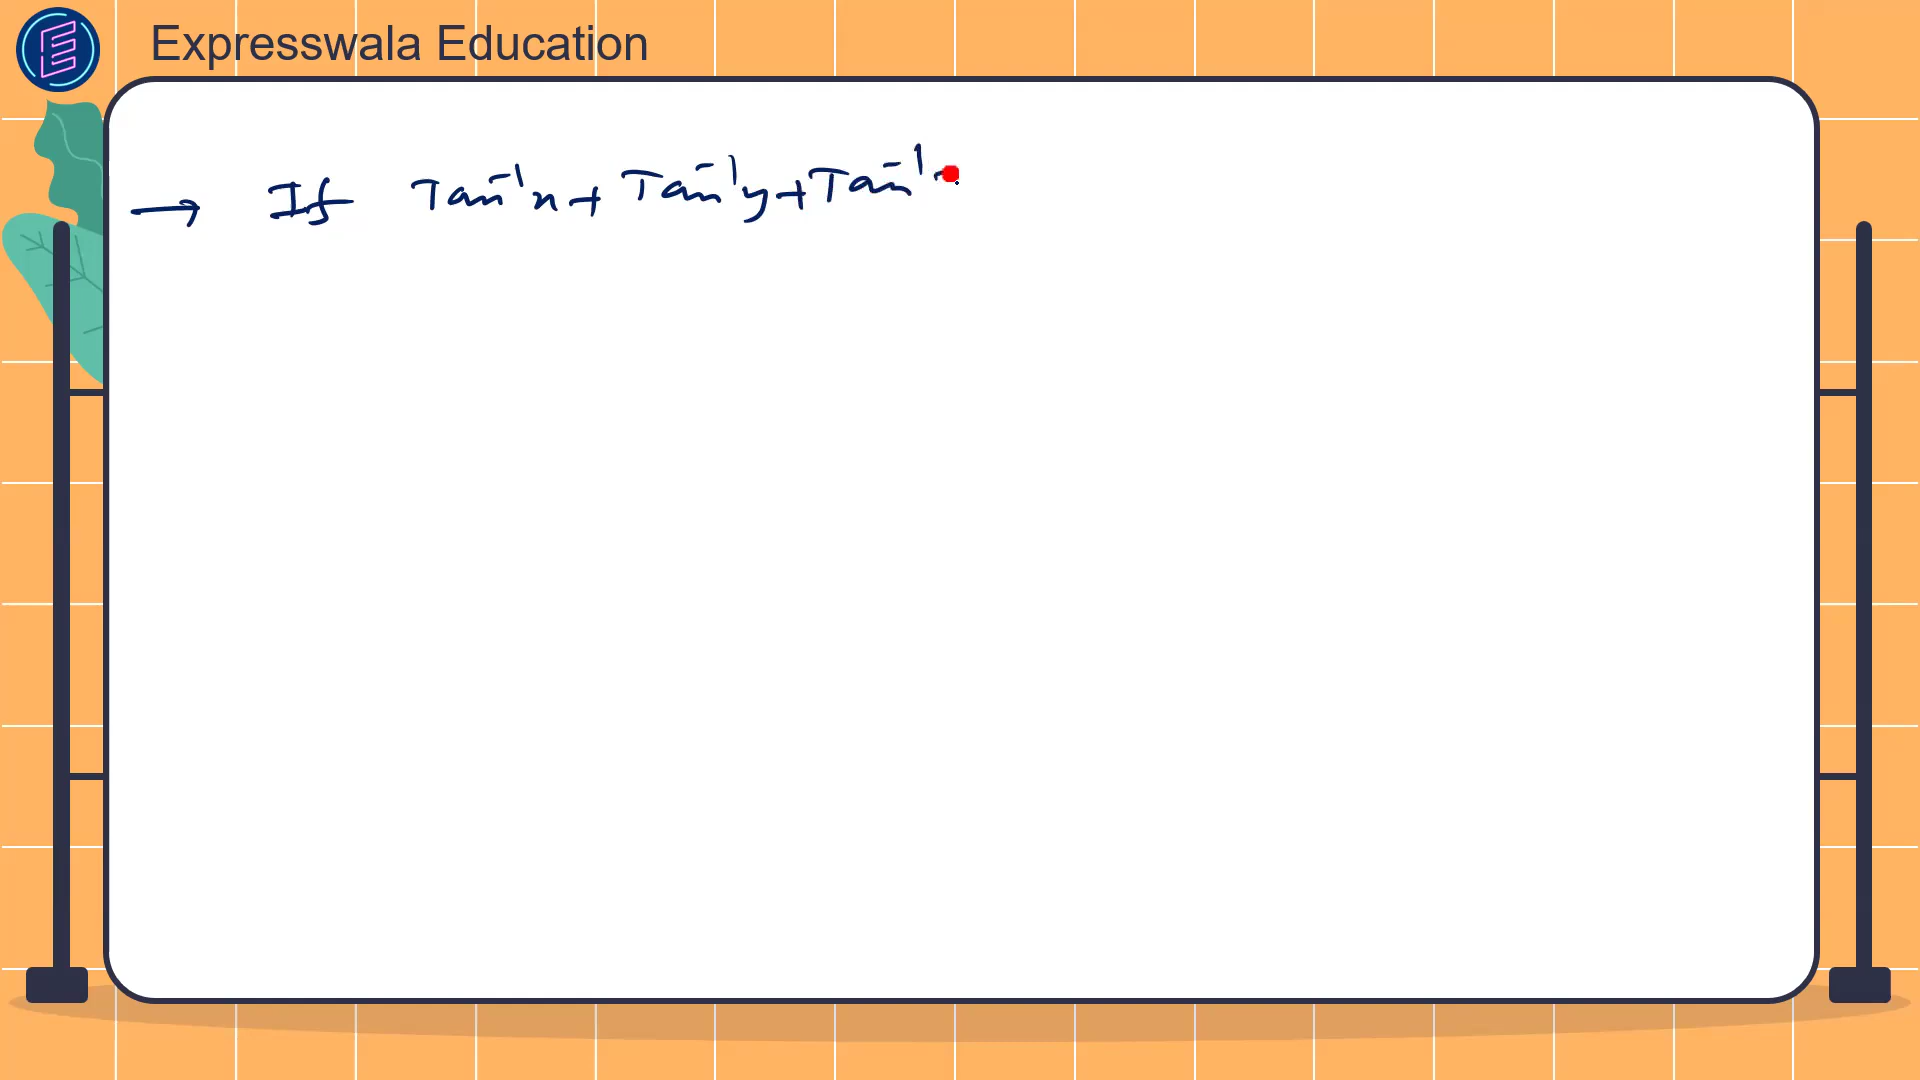 Expresswala Education
→ If Tan⁻¹x + Tan⁻¹y + Tan⁻¹